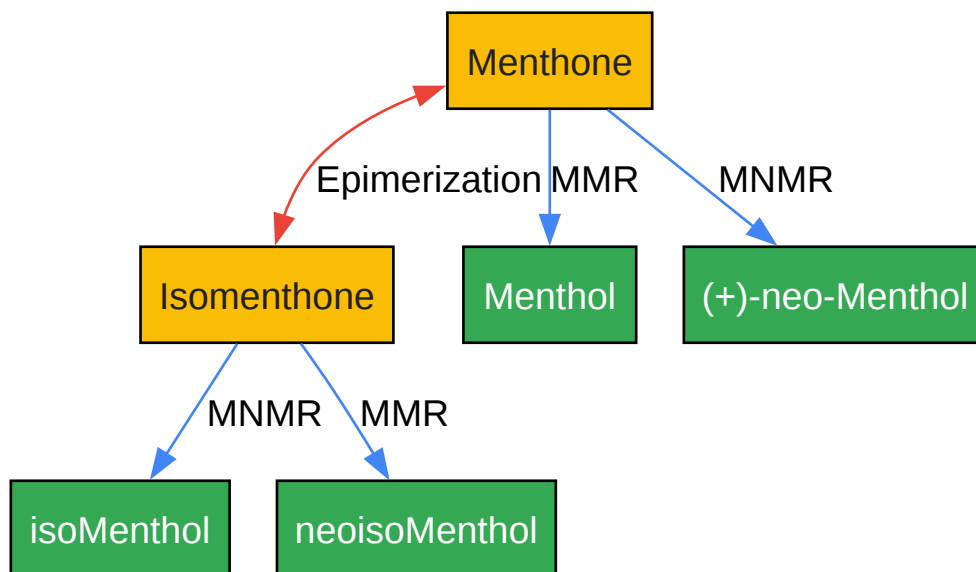 Menthone
Epimerization
MMR
MNMR
Isomenthone
Menthol
(+)-neo-Menthol
MNMR
MMR
isoMenthol
neoisoMenthol